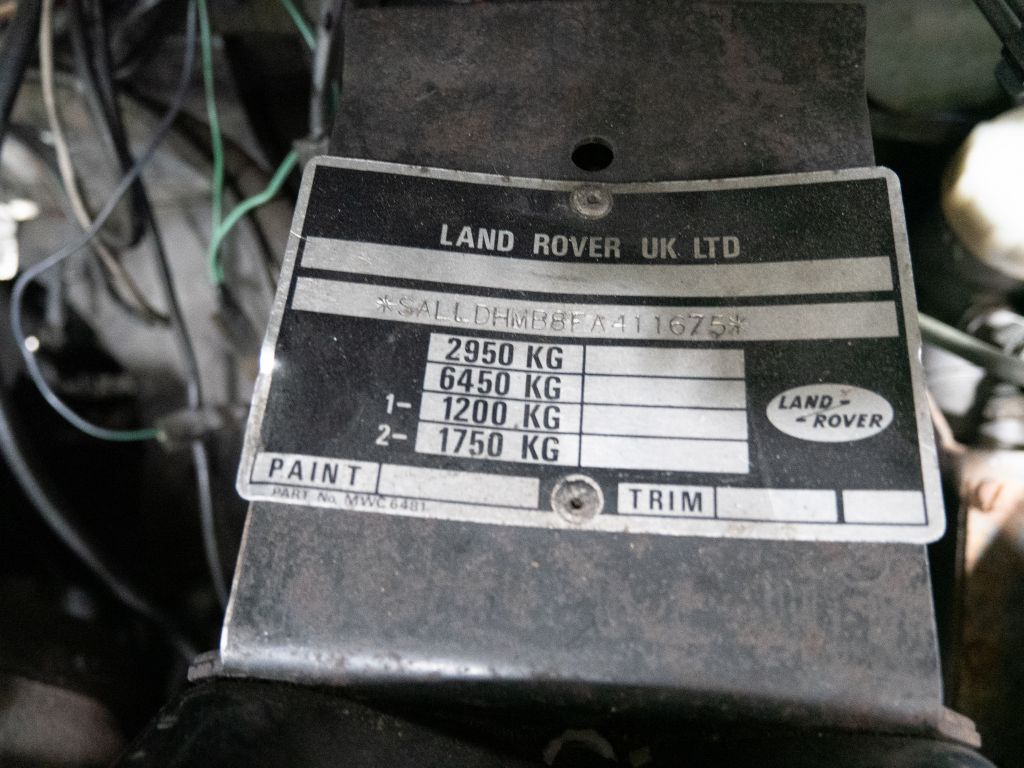 LAND ROVER UK LTD
*SALLDHMB8FA411675*
2950 KG
6450 KG
1- 1200 KG
2- 1750 KG
LAND-
-ROVER
PAINT
TRIM
PART No. MWC 6481